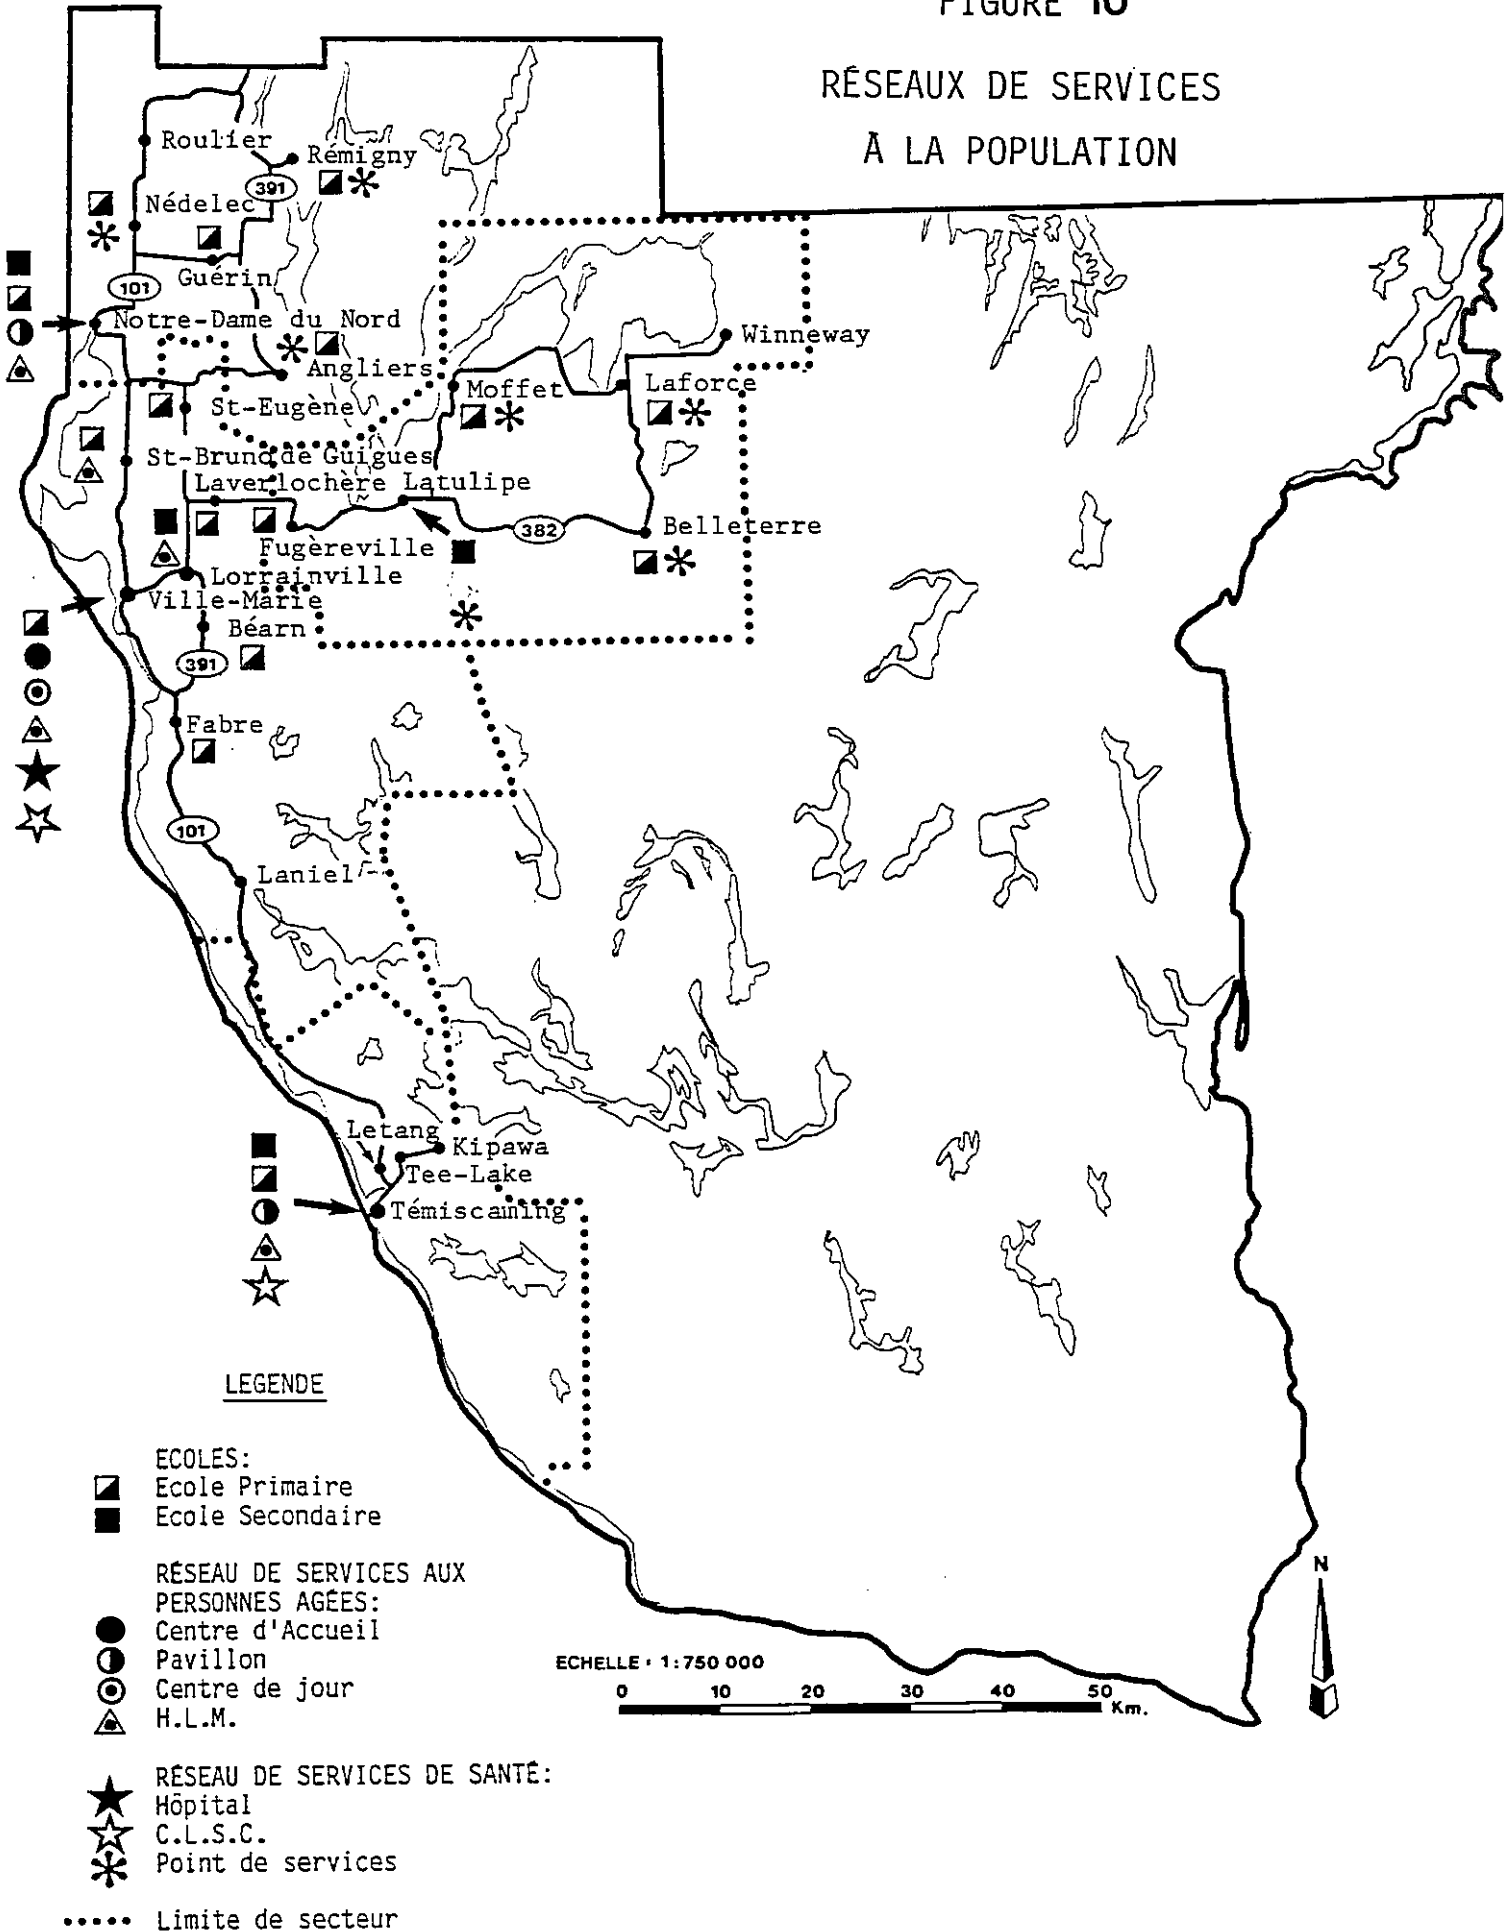 FIGURE 10
RÉSEAUX DE SERVICES
À LA POPULATION
Roulier
Rémigny
391
Nédelec
Guérin
101
Notre-Dame du Nord
Winneway
Angliers
Moffet
Laforce
St-Eugène
St-Bruno de Guigues
Laverlochère
Latulipe
382
Belleterre
Fugèreville
Lorrainville
Ville-Marie
Béarn
391
Fabre
101
Laniel
Letang
Kipawa
Tee-Lake
Témiscaming
LEGENDE
ECOLES:
Ecole Primaire
Ecole Secondaire
RÉSEAU DE SERVICES AUX
PERSONNES AGÉES:
Centre d'Accueil
Pavillon
Centre de jour
H.L.M.
RÉSEAU DE SERVICES DE SANTÉ:
Hôpital
C.L.S.C.
Point de services
Limite de secteur
ECHELLE : 1:750 000
0 10 20 30 40 50 Km.
N